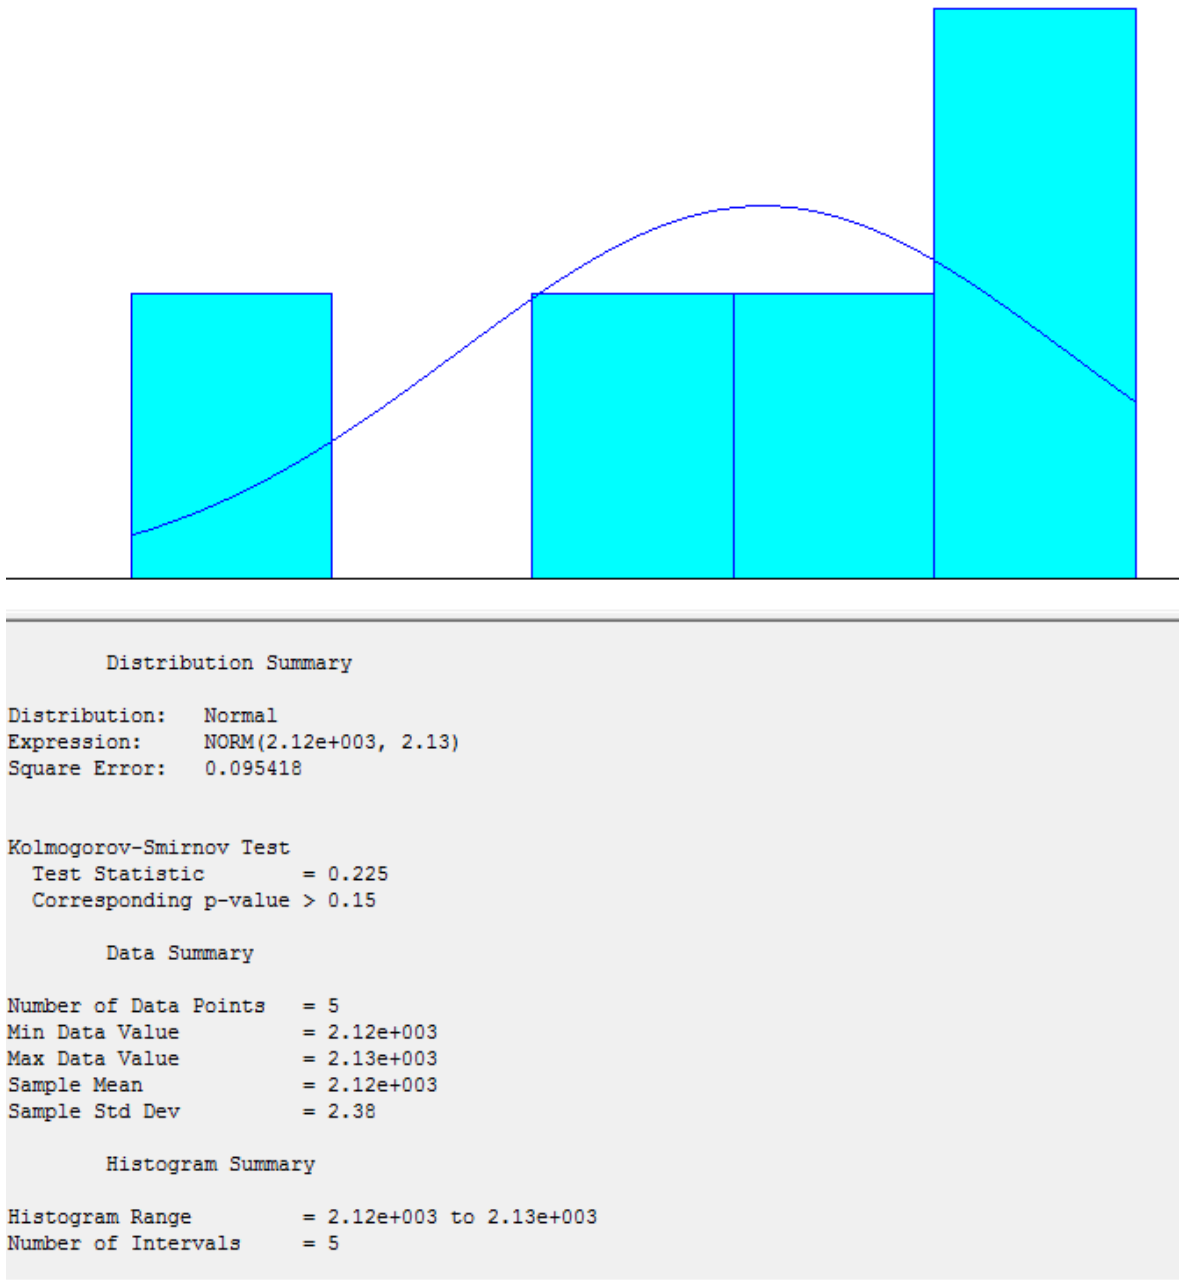 Distribution Summary
Distribution: Normal
Expression: NORM(2.12e+003, 2.13)
Square Error: 0.095418
Kolmogorov-Smirnov Test
Test Statistic = 0.225
Corresponding p-value > 0.15
Data Summary
Number of Data Points = 5
Min Data Value = 2.12e+003
Max Data Value = 2.13e+003
Sample Mean = 2.12e+003
Sample Std Dev = 2.38
Histogram Summary
Histogram Range = 2.12e+003 to 2.13e+003
Number of Intervals = 5